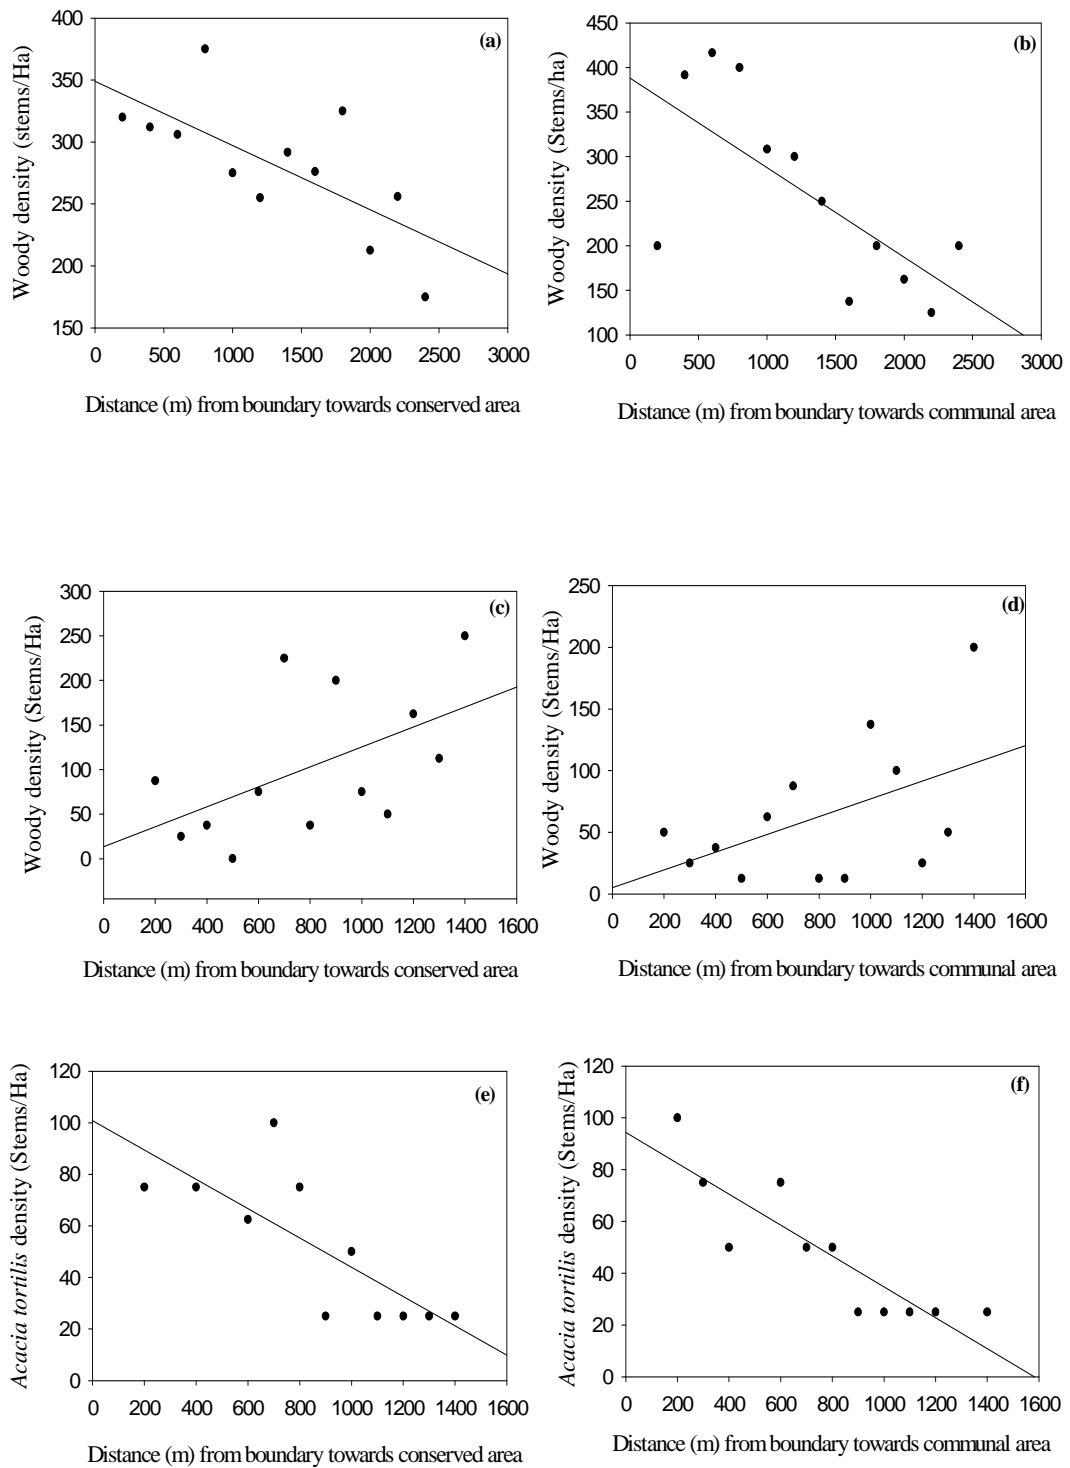 400
350
300
250
200
150
Woody density (stems/Ha)
(a)
0 500 1000 1500 2000 2500 3000
Distance (m) from boundary towards conserved area
450
400
350
300
250
200
150
100
Woody density (Stems/ha)
(b)
0 500 1000 1500 2000 2500 3000
Distance (m) from boundary towards communal area
300
250
200
150
100
50
0
Woody density (Stems/Ha)
(c)
0 200 400 600 800 1000 1200 1400 1600
Distance (m) from boundary towards conserved area
250
200
150
100
50
0
Woody density (Stems/Ha)
(d)
0 200 400 600 800 1000 1200 1400 1600
Distance (m) from boundary towards communal area
120
100
80
60
40
20
0
Acacia tortilis density (Stems/Ha)
(e)
0 200 400 600 800 1000 1200 1400 1600
Distance (m) from boundary towards conserved area
120
100
80
60
40
20
0
Acacia tortilis density (Stems/Ha)
(f)
0 200 400 600 800 1000 1200 1400 1600
Distance (m) from boundary towards communal area